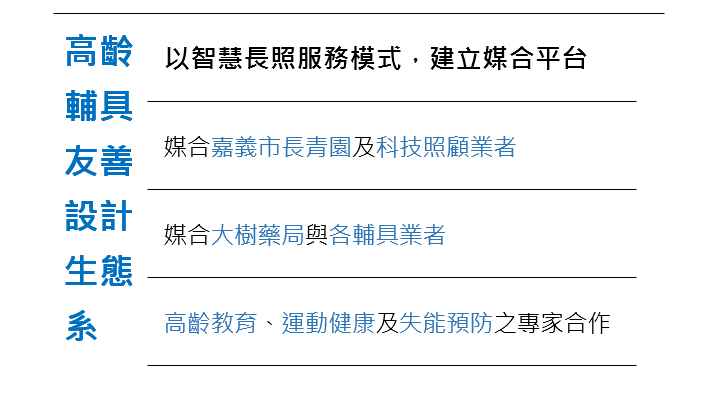 高齡
輔具
友善
設計
生態
系
以智慧長照服務模式，建立媒合平台
媒合嘉義市長青園及科技照顧業者
媒合大樹藥局與各輔具業者
高齡教育、運動健康及失能預防之專家合作